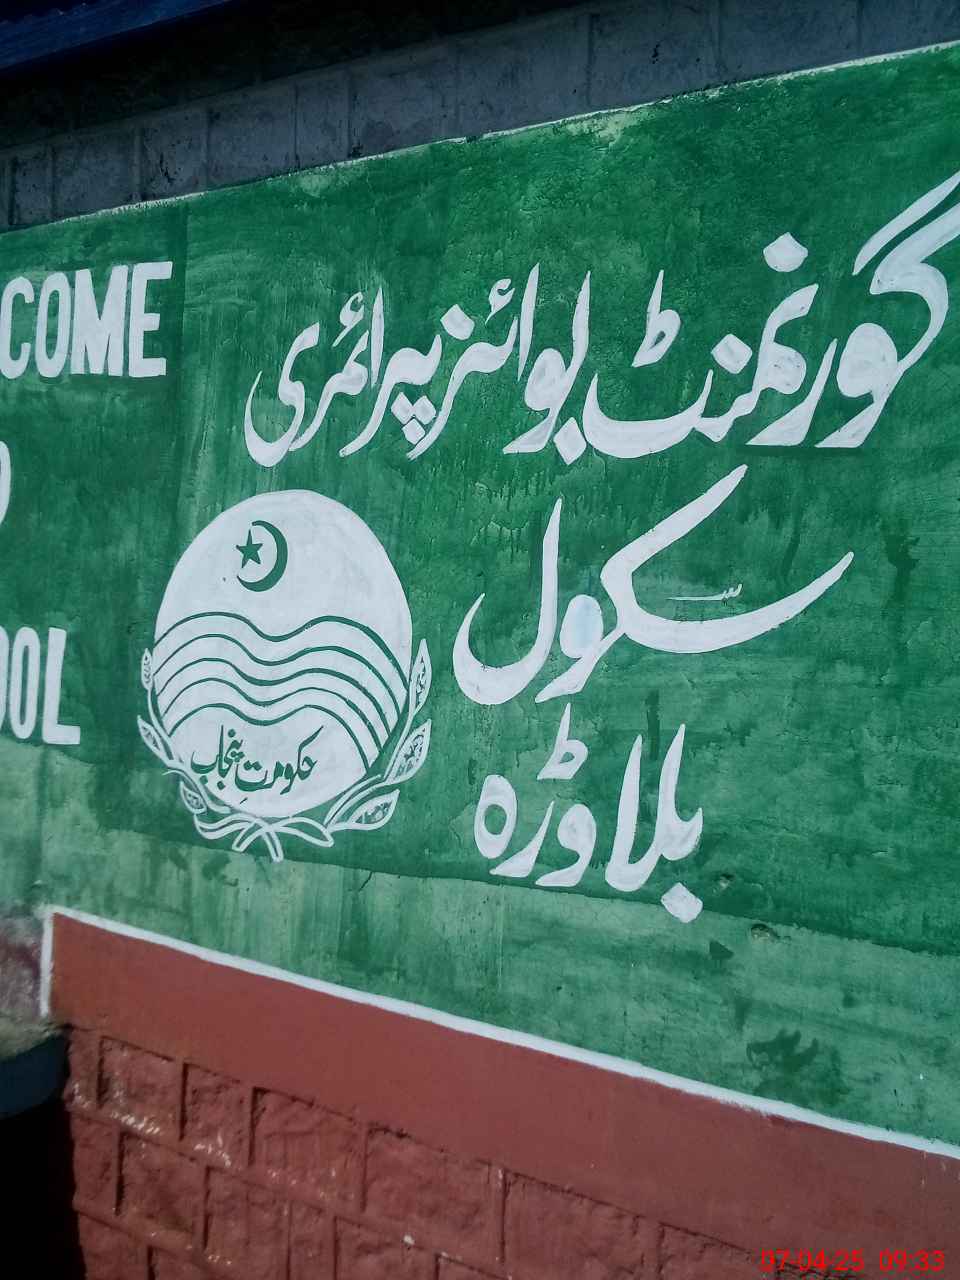 COME
گورنمنٹ بوائز پرائمری
سکول
بلاوڑہ
حکومت پنجاب
OOL
07-04-25 09:33